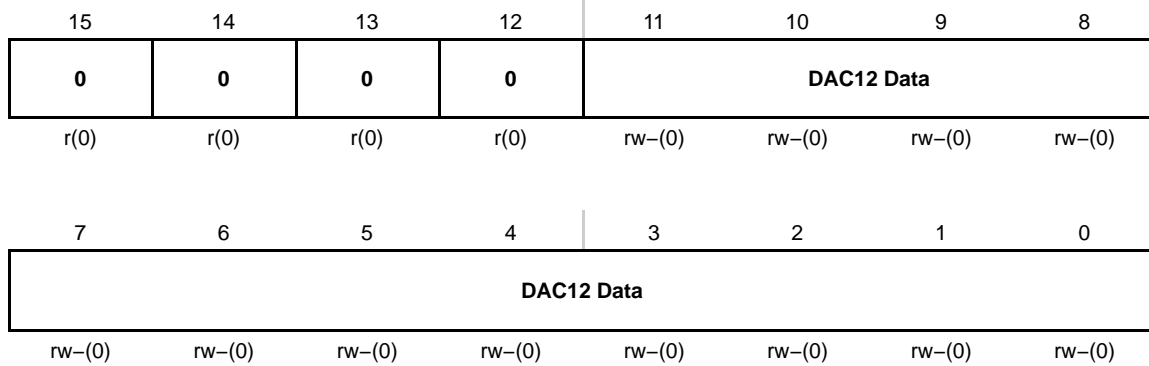 15 14 13 12 11 10 9 8
0 0 0 0 DAC12 Data
r(0) r(0) r(0) r(0) rw−(0) rw−(0) rw−(0) rw−(0)
7 6 5 4 3 2 1 0
DAC12 Data
rw−(0) rw−(0) rw−(0) rw−(0) rw−(0) rw−(0) rw−(0) rw−(0)